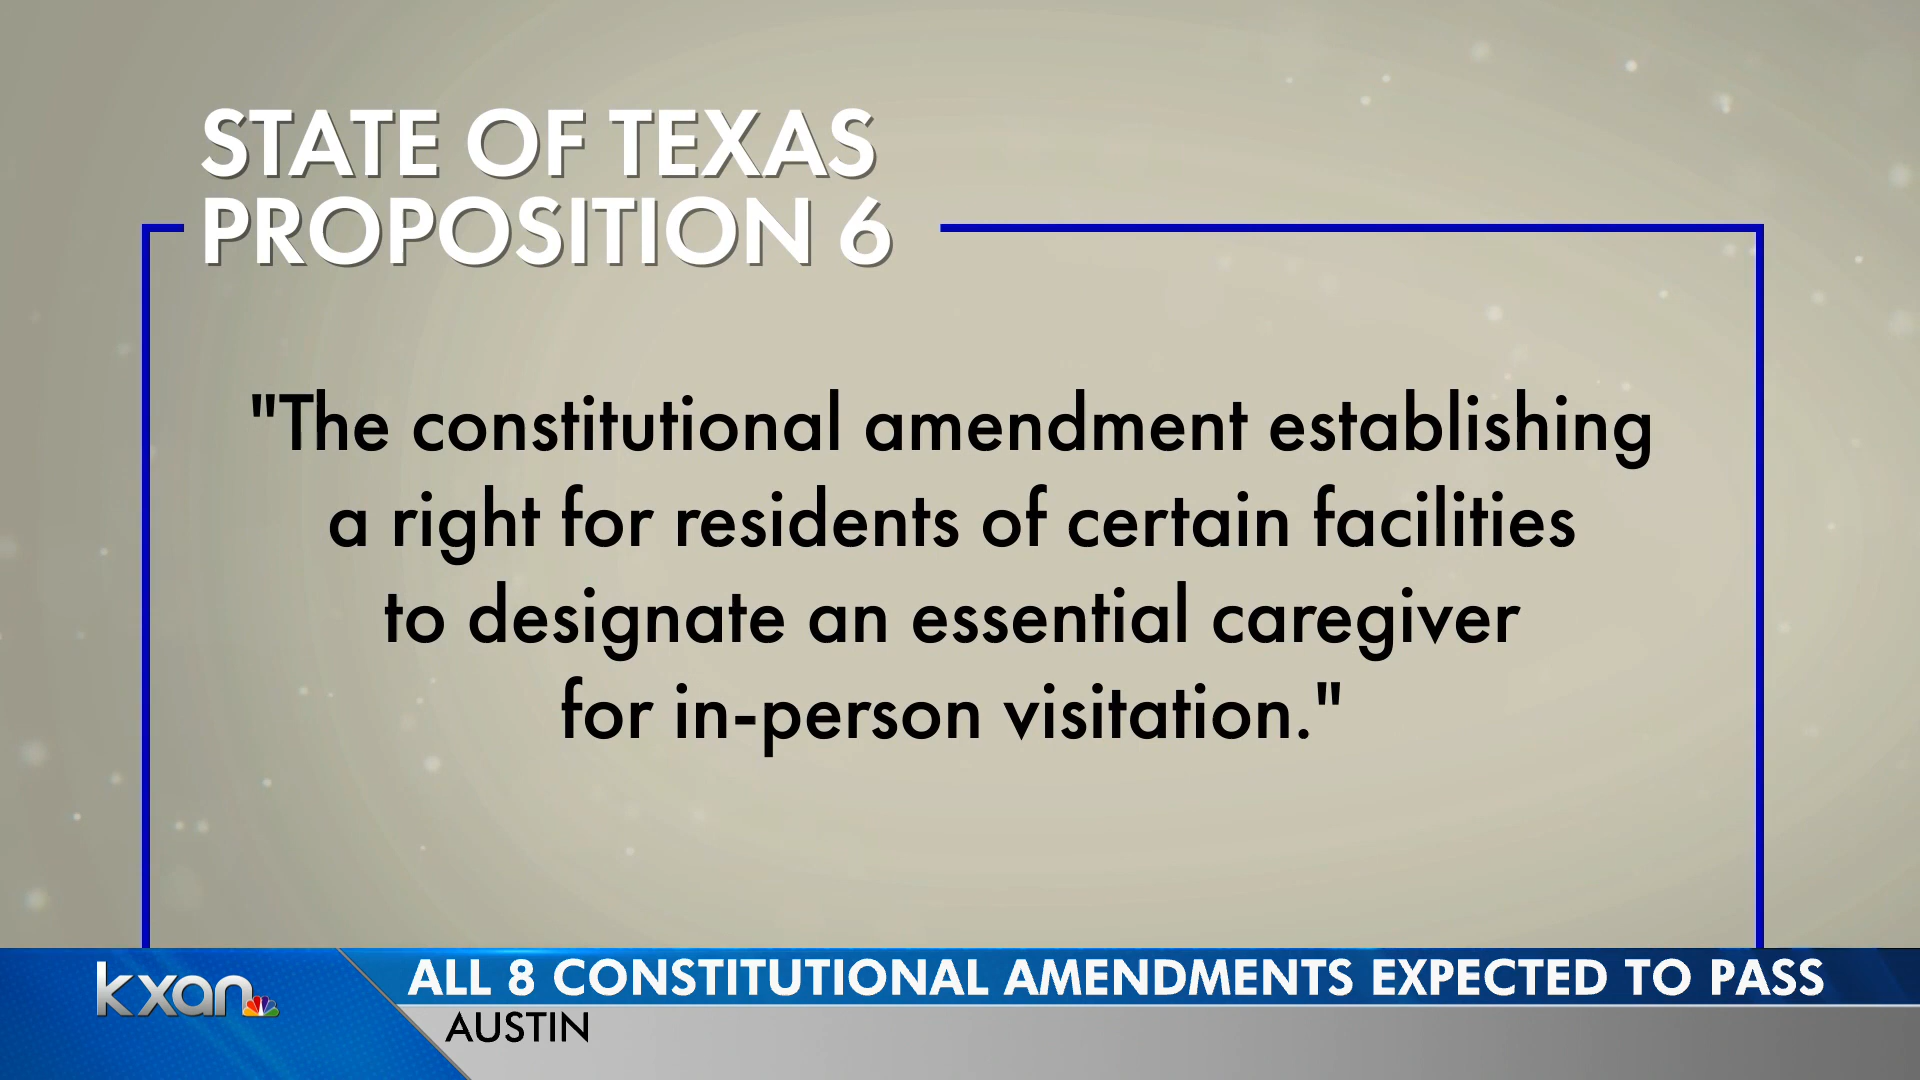 STATE OF TEXAS
PROPOSITION 6
"The constitutional amendment establishing
a right for residents of certain facilities
to designate an essential caregiver
for in-person visitation."
kxan
ALL 8 CONSTITUTIONAL AMENDMENTS EXPECTED TO PASS
AUSTIN